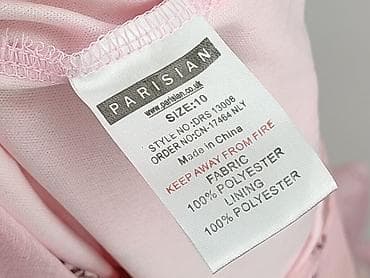 PARISIAN
www.parisian.co.uk
SIZE:10
STYLE NO:DRS 13008
ORDER NO:CN-17464 NLY
Made in China
KEEP AWAY FROM FIRE
FABRIC
100% POLYESTER
LINING
100% POLYESTER